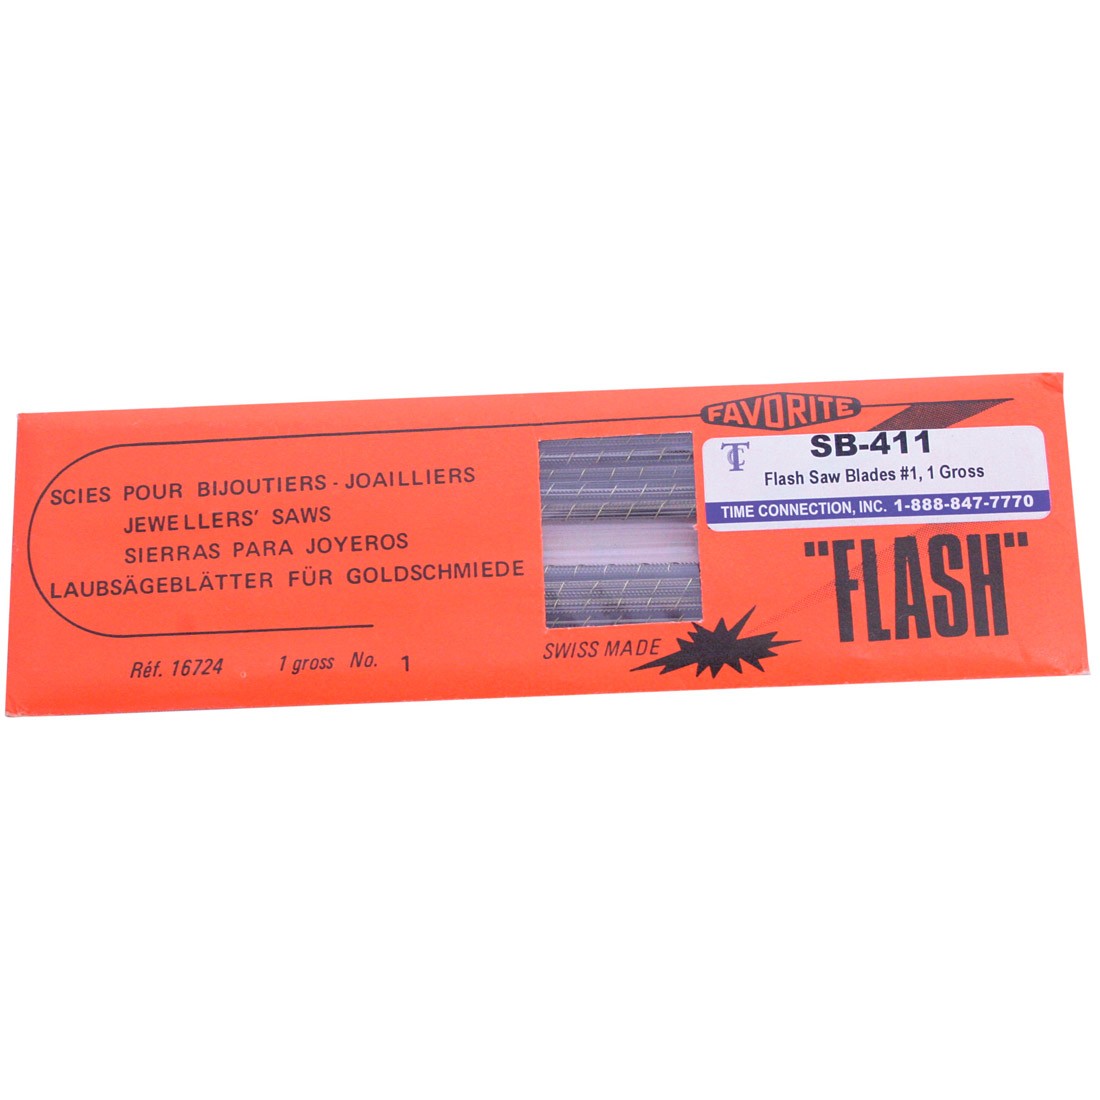 SCIES POUR BIJOUTIERS - JOAILLIERS
JEWELLERS' SAWS
SIERRAS PARA JOYEROS
LAUBSÄGEBLÄTTER FÜR GOLDSCHMIEDE
Réf. 16724 1 gross No. 1
SWISS MADE
FAVORITE
TC
SB-411
Flash Saw Blades #1, 1 Gross
TIME CONNECTION, INC. 1-888-847-7770
"FLASH"